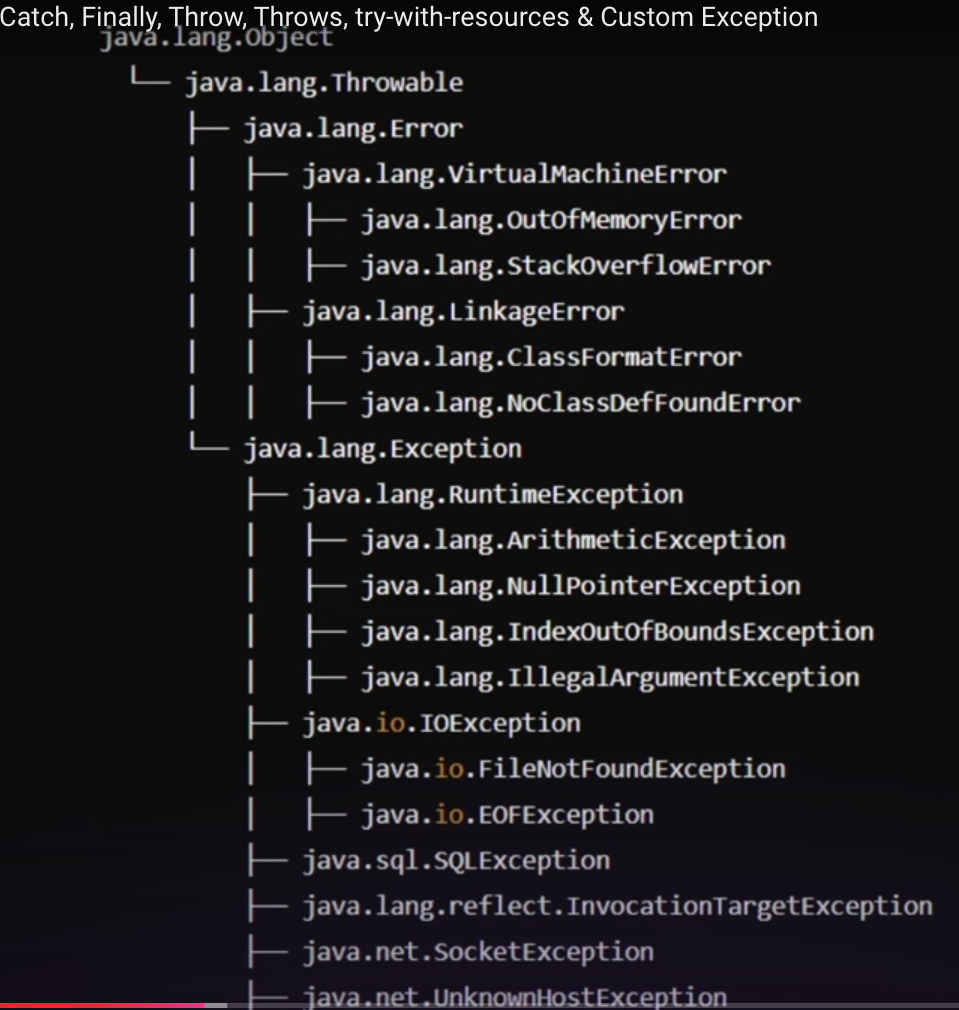 Catch, Finally, Throw, Throws, try-with-resources & Custom Exception
java.lang.Object
└── java.lang.Throwable
├── java.lang.Error
│ ├── java.lang.VirtualMachineError
│ │ ├── java.lang.OutOfMemoryError
│ │ ├── java.lang.StackOverflowError
│ ├── java.lang.LinkageError
│ │ ├── java.lang.ClassFormatError
│ │ ├── java.lang.NoClassDefFoundError
└── java.lang.Exception
├── java.lang.RuntimeException
│ ├── java.lang.ArithmeticException
│ ├── java.lang.NullPointerException
│ ├── java.lang.IndexOutOfBoundsException
│ ├── java.lang.IllegalArgumentException
├── java.io.IOException
│ ├── java.io.FileNotFoundException
│ ├── java.io.EOFException
├── java.sql.SQLException
├── java.lang.reflect.InvocationTargetException
├── java.net.SocketException
├── java.net.UnknownHostException